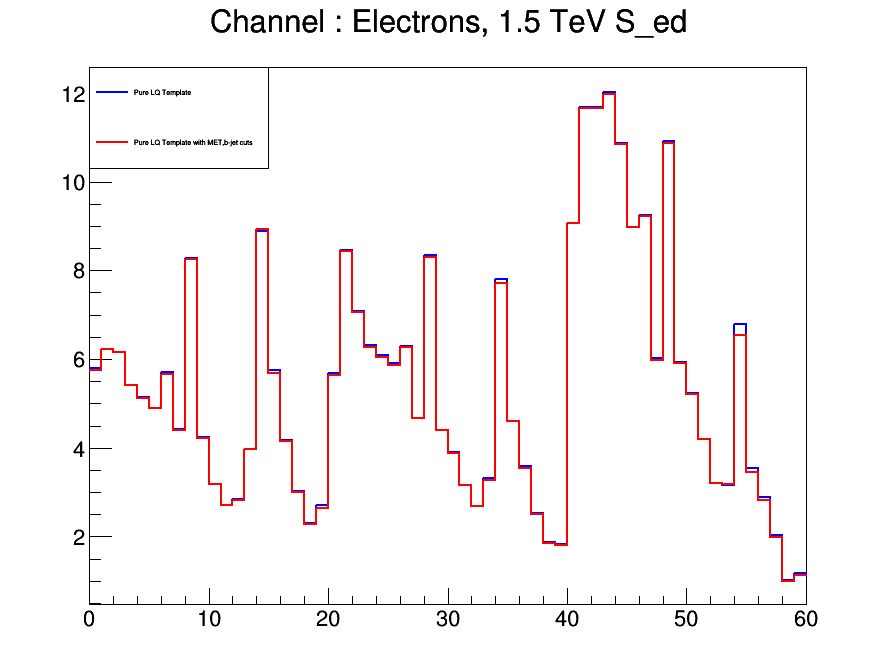 Channel : Electrons, 1.5 TeV S_ed
Pure LQ Template
Pure LQ Template with MET,b-jet cuts
12
10
8
6
4
2
0 10 20 30 40 50 60